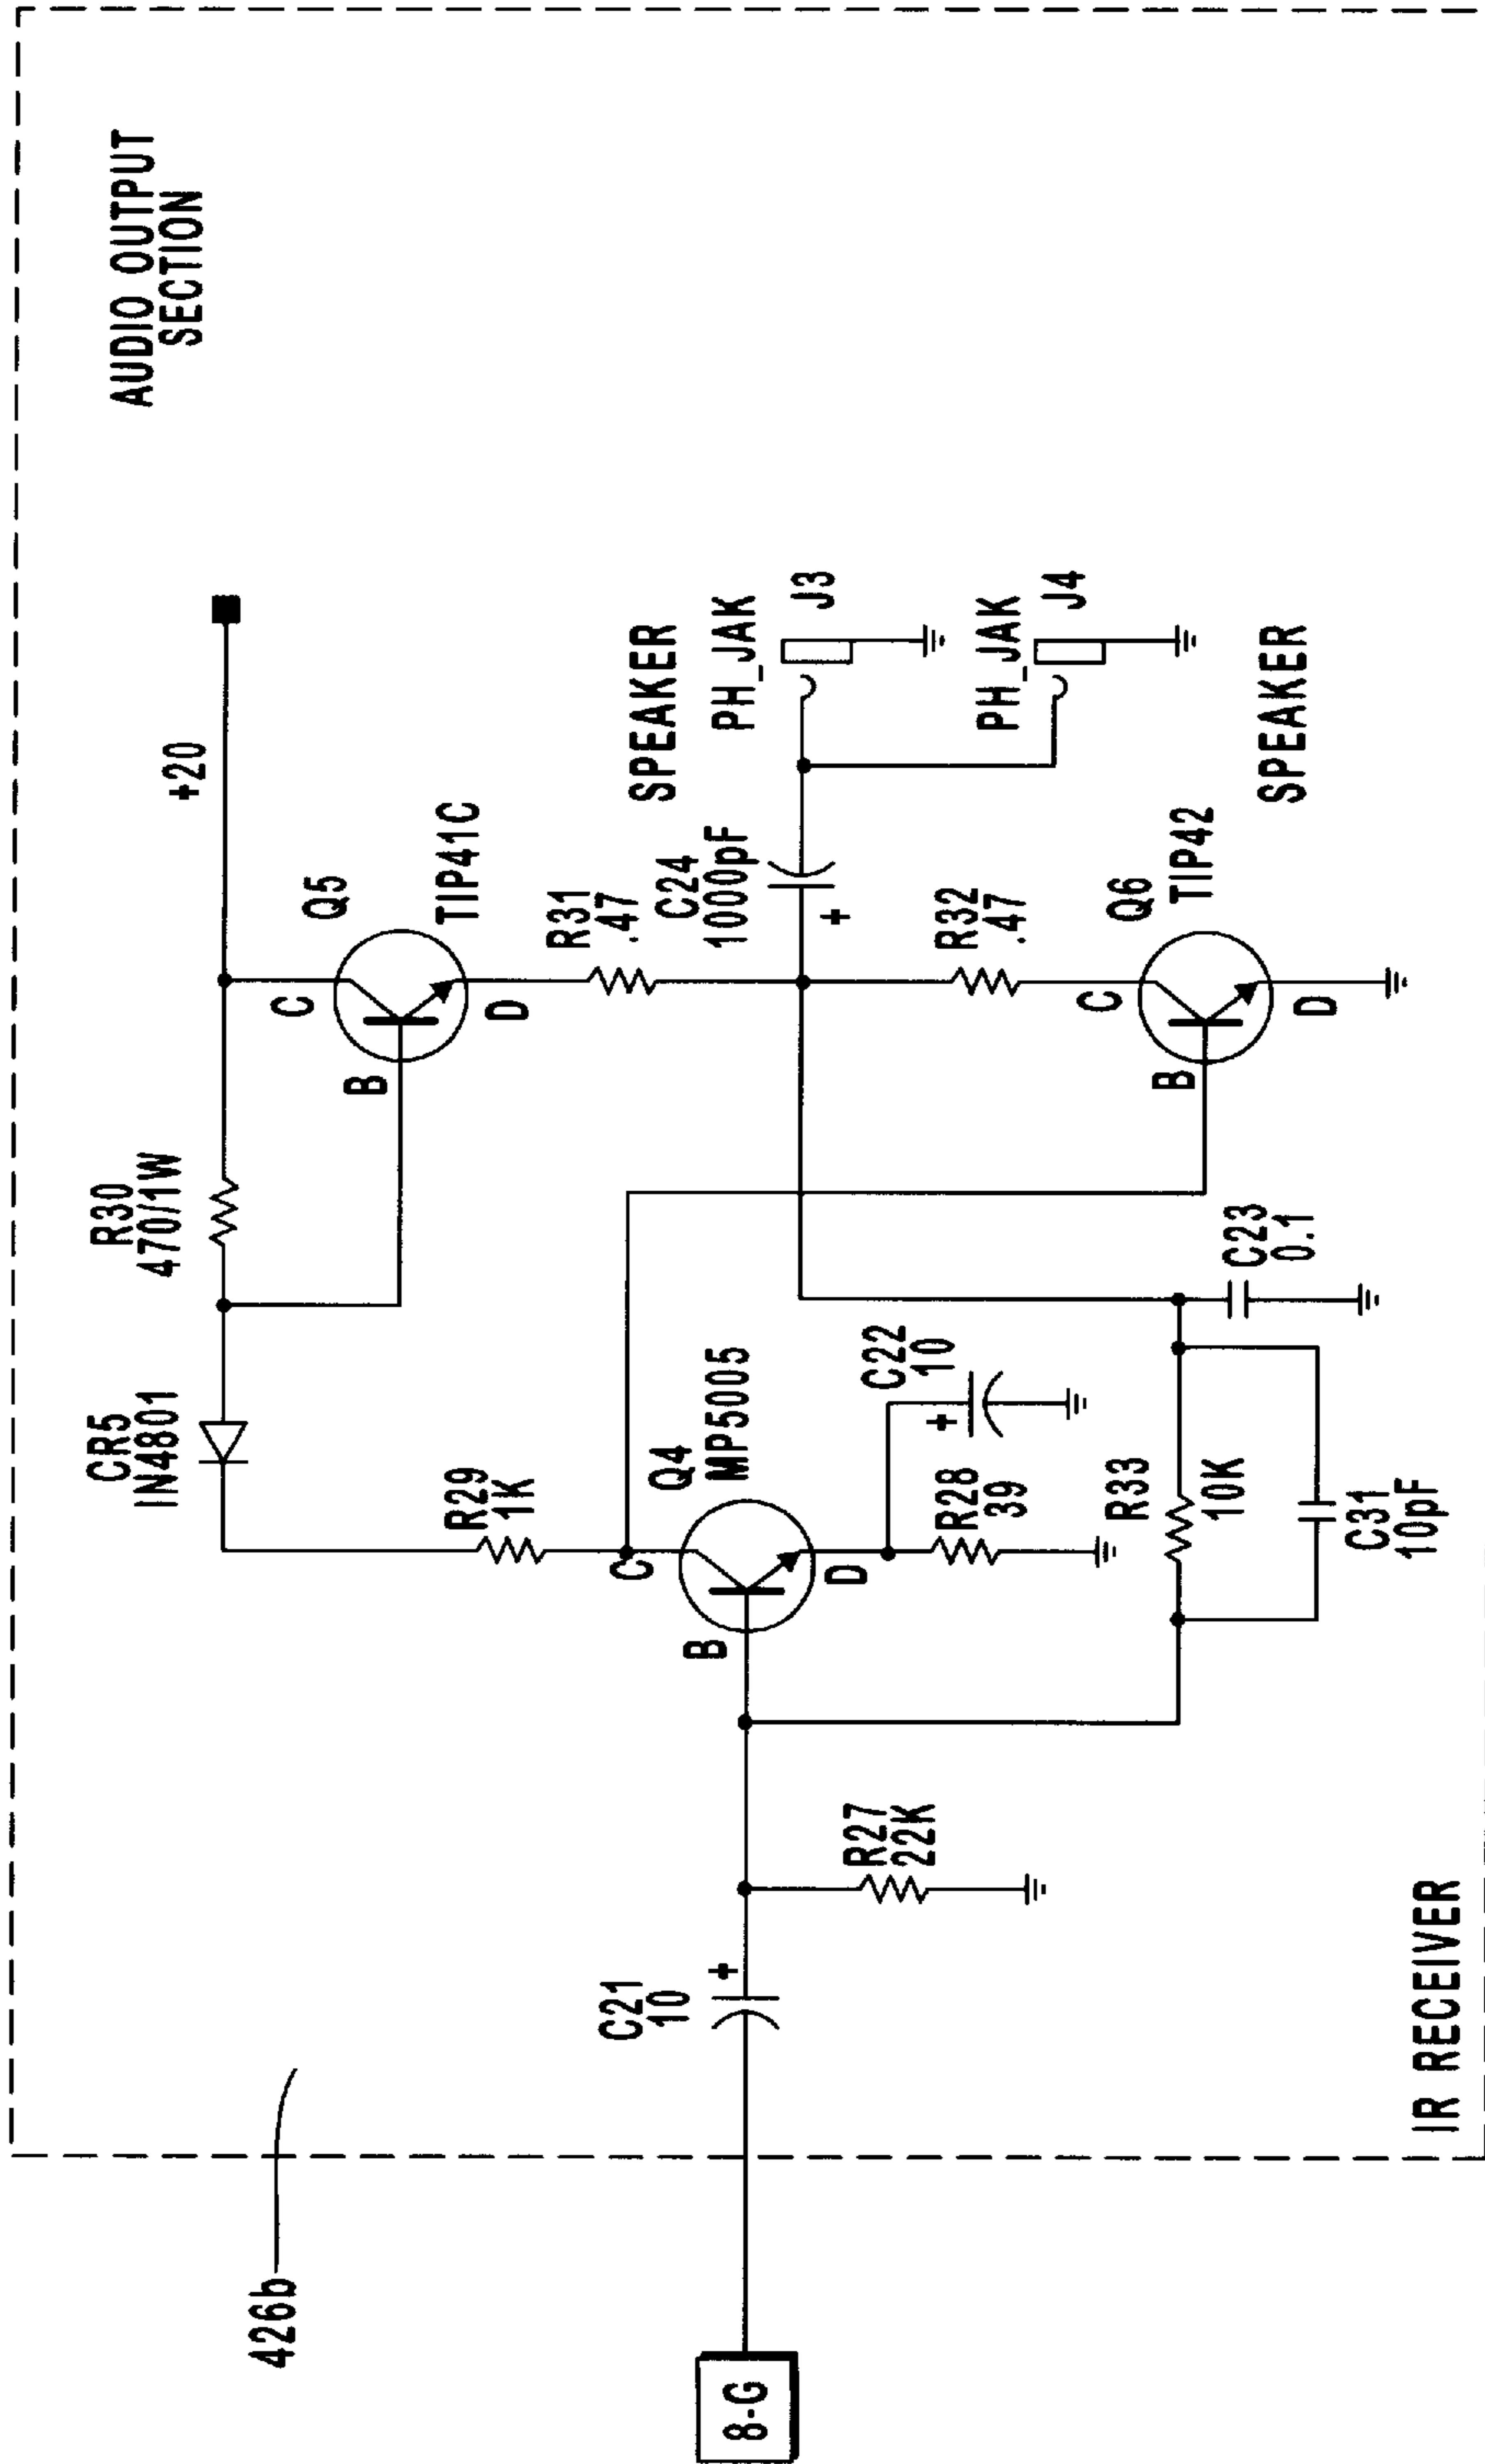 AUDIO OUTPUT
SECTION
426b
8-G
IR RECEIVER
C21
10
+
R27
22K
CR5
IN4801
R30
470/1W
+20
R29
1K
Q4
MP5005
B
C
D
R28
39
C22
10
+
R33
10K
C31
10pF
C23
0.1
Q5
TIP41C
B
C
D
R31
.47
C24
1000pF
+
R32
.47
Q6
TIP42
B
C
D
SPEAKER
PH_JAK
J3
PH_JAK
J4
SPEAKER